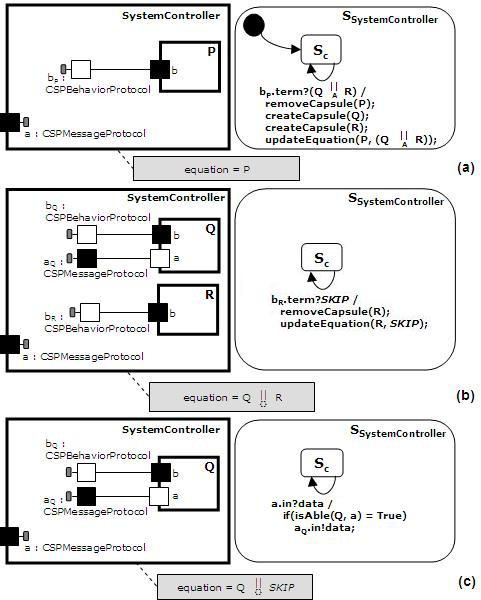 SystemController
P
b
bP :
CSPBehaviorProtocol
a : CSPMessageProtocol
equation = P
SSystemController
Sc
bP.term?(Q || A R) /
removeCapsule(P);
createCapsule(Q);
createCapsule(R);
updateEquation(P, (Q || A R));
(a)
SystemController
bQ :
CSPBehaviorProtocol
Q
b
aQ :
a
CSPMessageProtocol
R
bR :
b
CSPBehaviorProtocol
a : CSPMessageProtocol
equation = Q || {} R
SSystemController
Sc
bR.term?SKIP /
removeCapsule(R);
updateEquation(R, SKIP);
(b)
SystemController
bQ :
CSPBehaviorProtocol
Q
b
aQ :
a
CSPMessageProtocol
a : CSPMessageProtocol
equation = Q || {} SKIP
SSystemController
Sc
a.in?data /
if(isAble(Q, a) = True)
aQ.in!data;
(c)